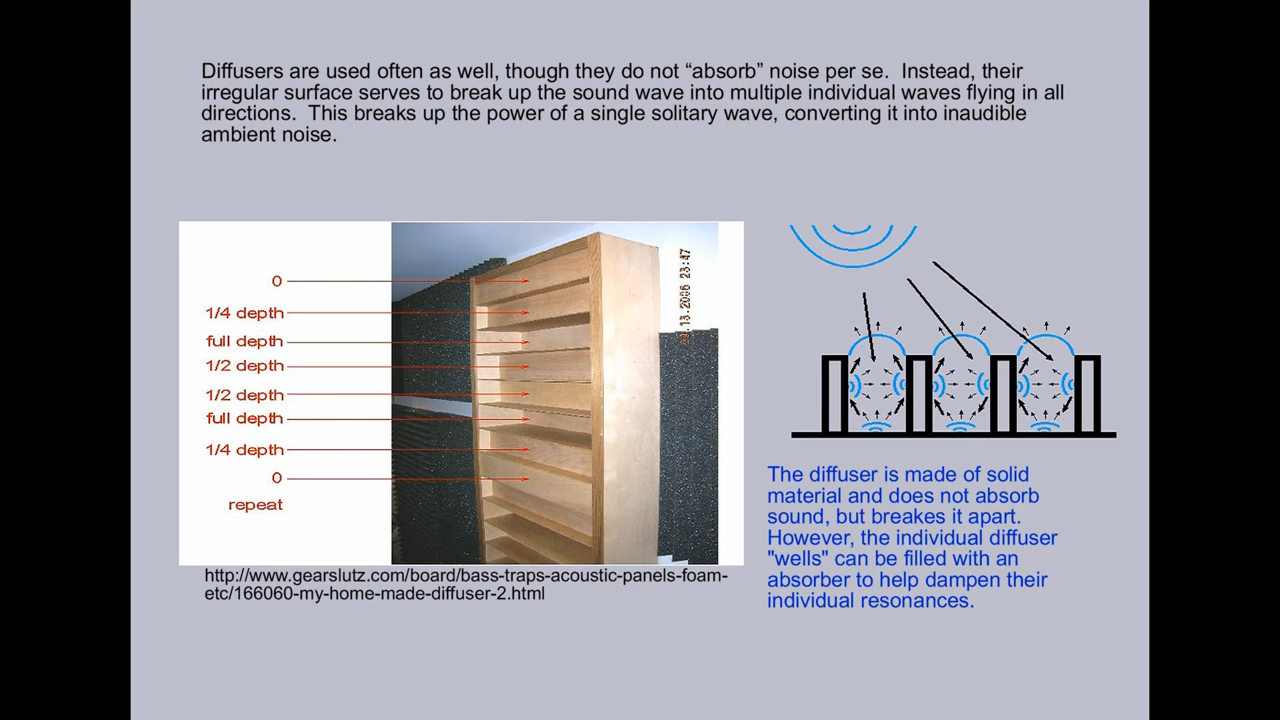 Diffusers are used often as well, though they do not “absorb” noise per se.  Instead, their
irregular surface serves to break up the sound wave into multiple individual waves flying in all
directions.  This breaks up the power of a single solitary wave, converting it into inaudible
ambient noise.
0
1/4 depth
full depth
1/2 depth
1/2 depth
full depth
1/4 depth
0
repeat
http://www.gearslutz.com/board/bass-traps-acoustic-panels-foam-
etc/166060-my-home-made-diffuser-2.html
The diffuser is made of solid
material and does not absorb
sound, but breakes it apart.
However, the individual diffuser
"wells" can be filled with an
absorber to help dampen their
individual resonances.